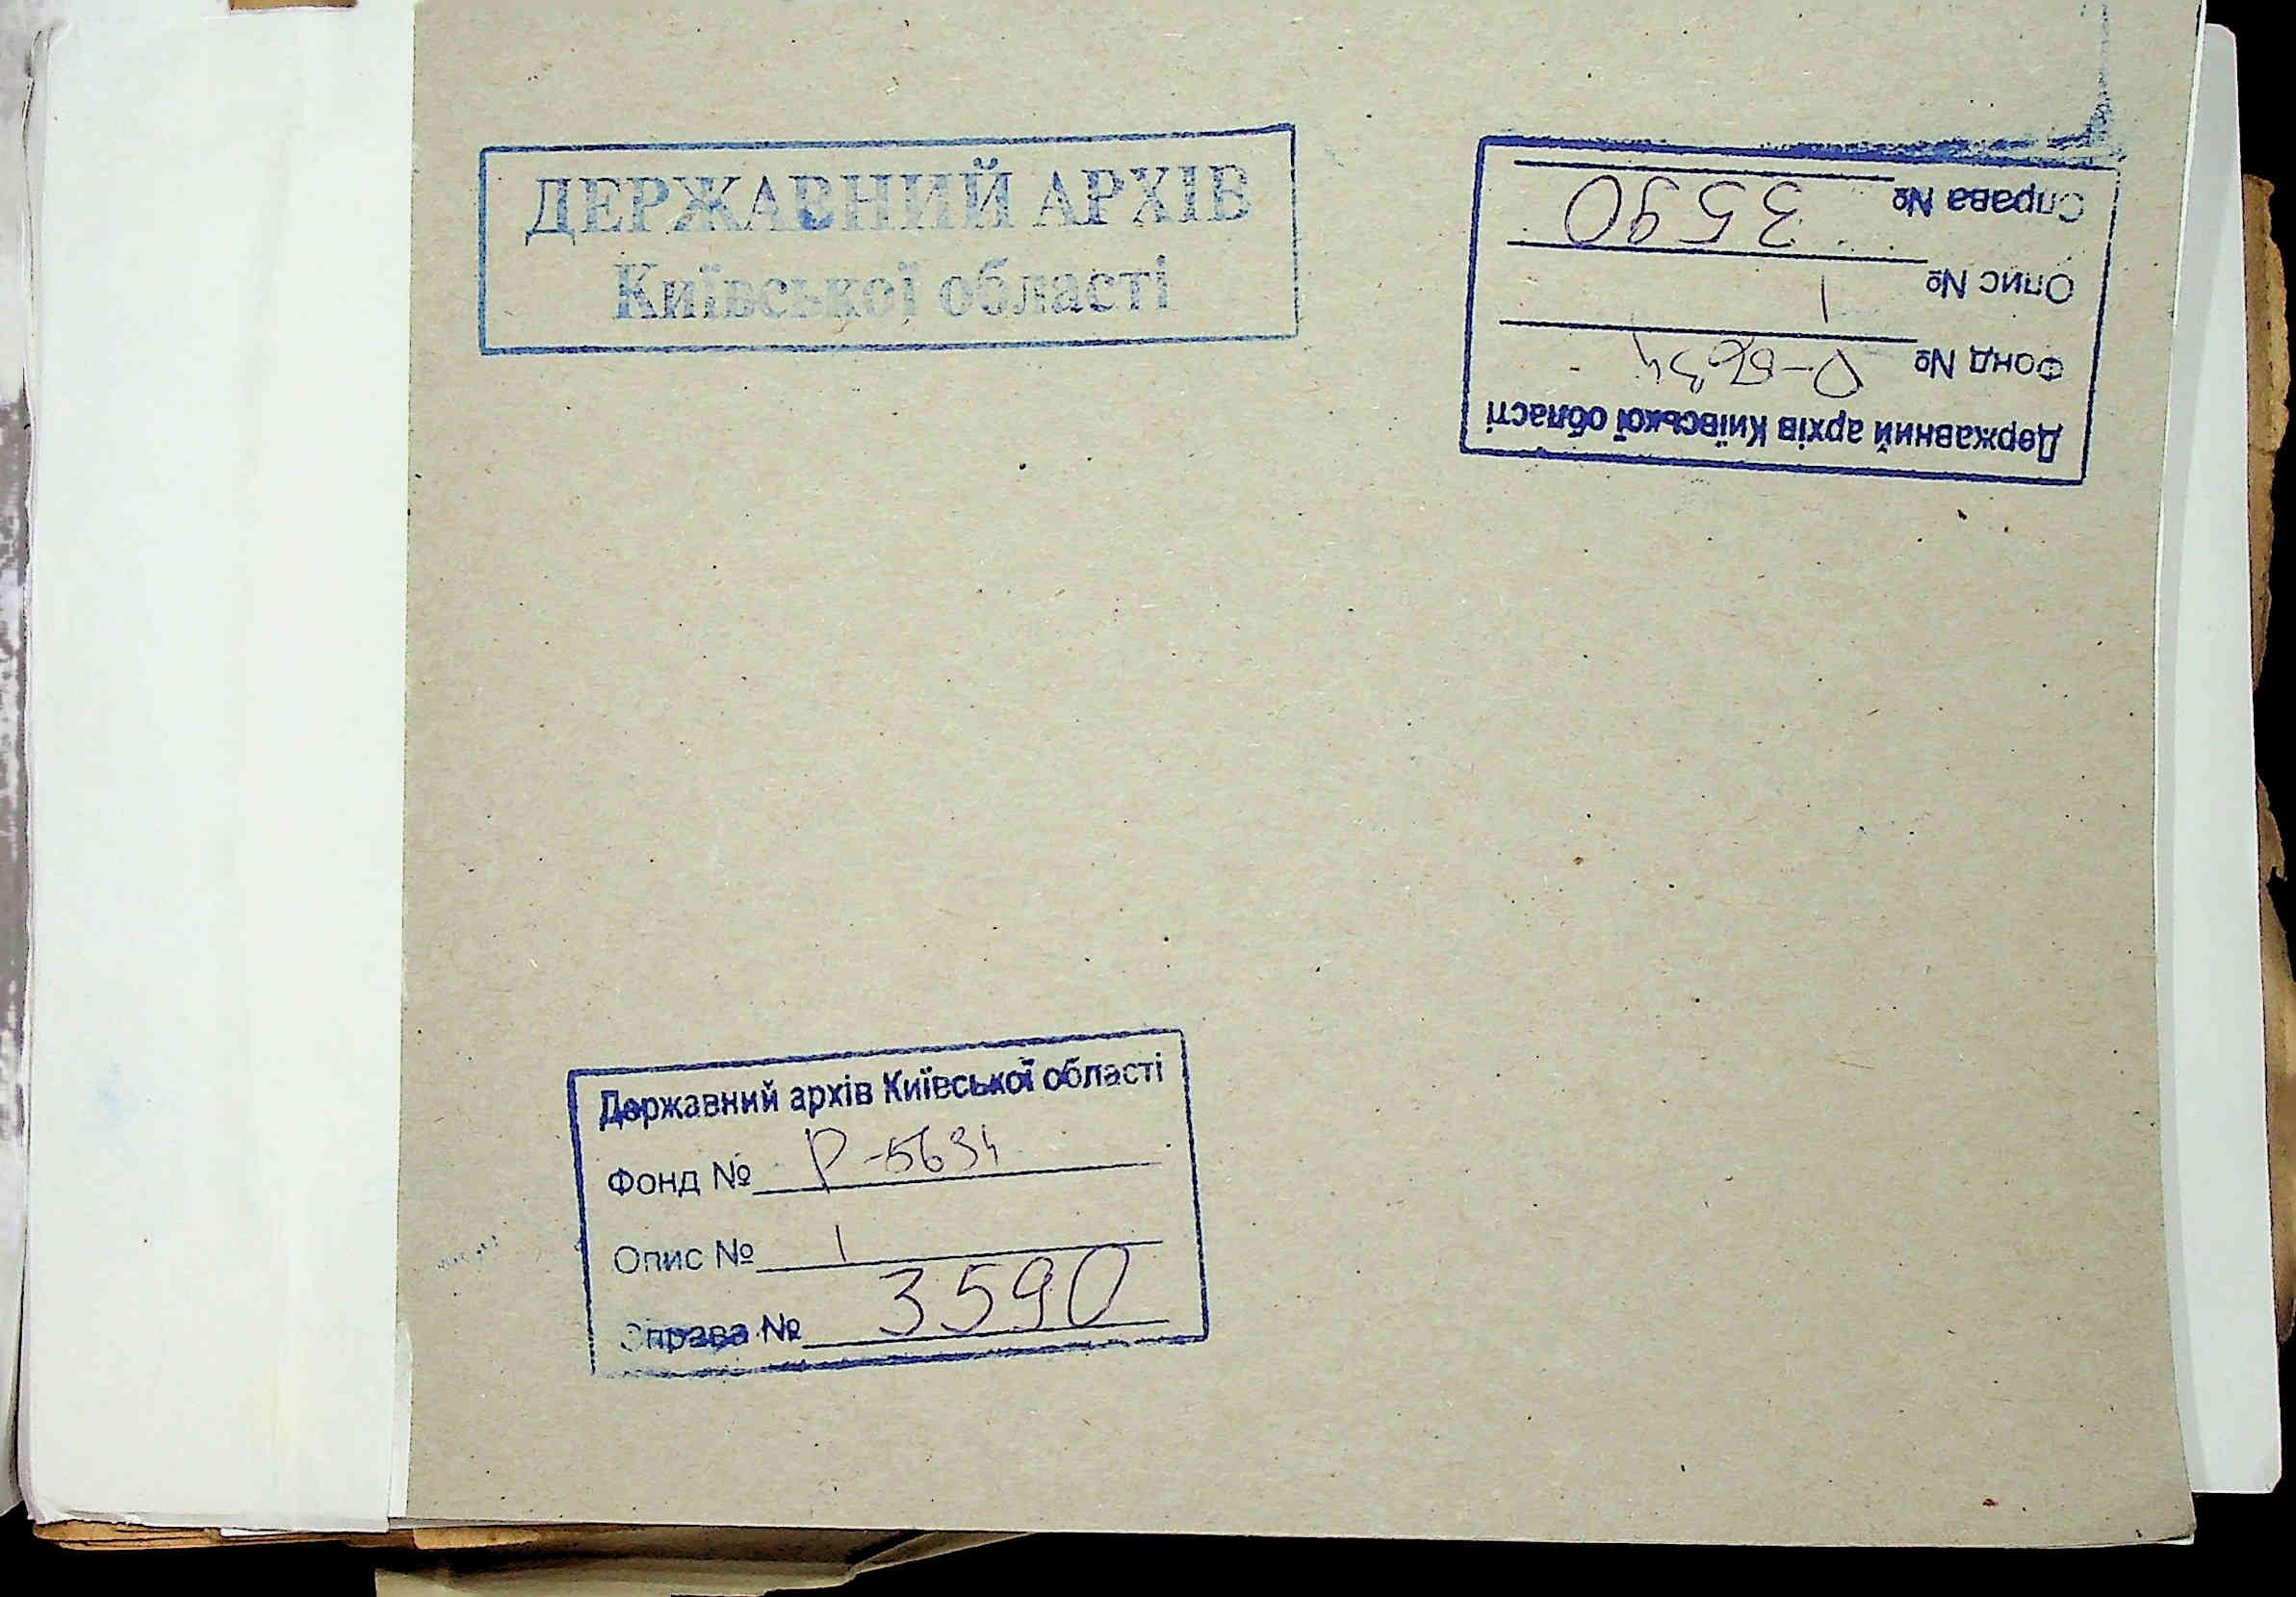 ДЕРЖАВНИЙ АРХІВ
Київської області
Державний архів Київської області
Фонд № Р-5634
Опис № 1
Справа № 3590
Державний архів Київської області
Фонд № Р-5634
Опис № 1
Справа № 3590